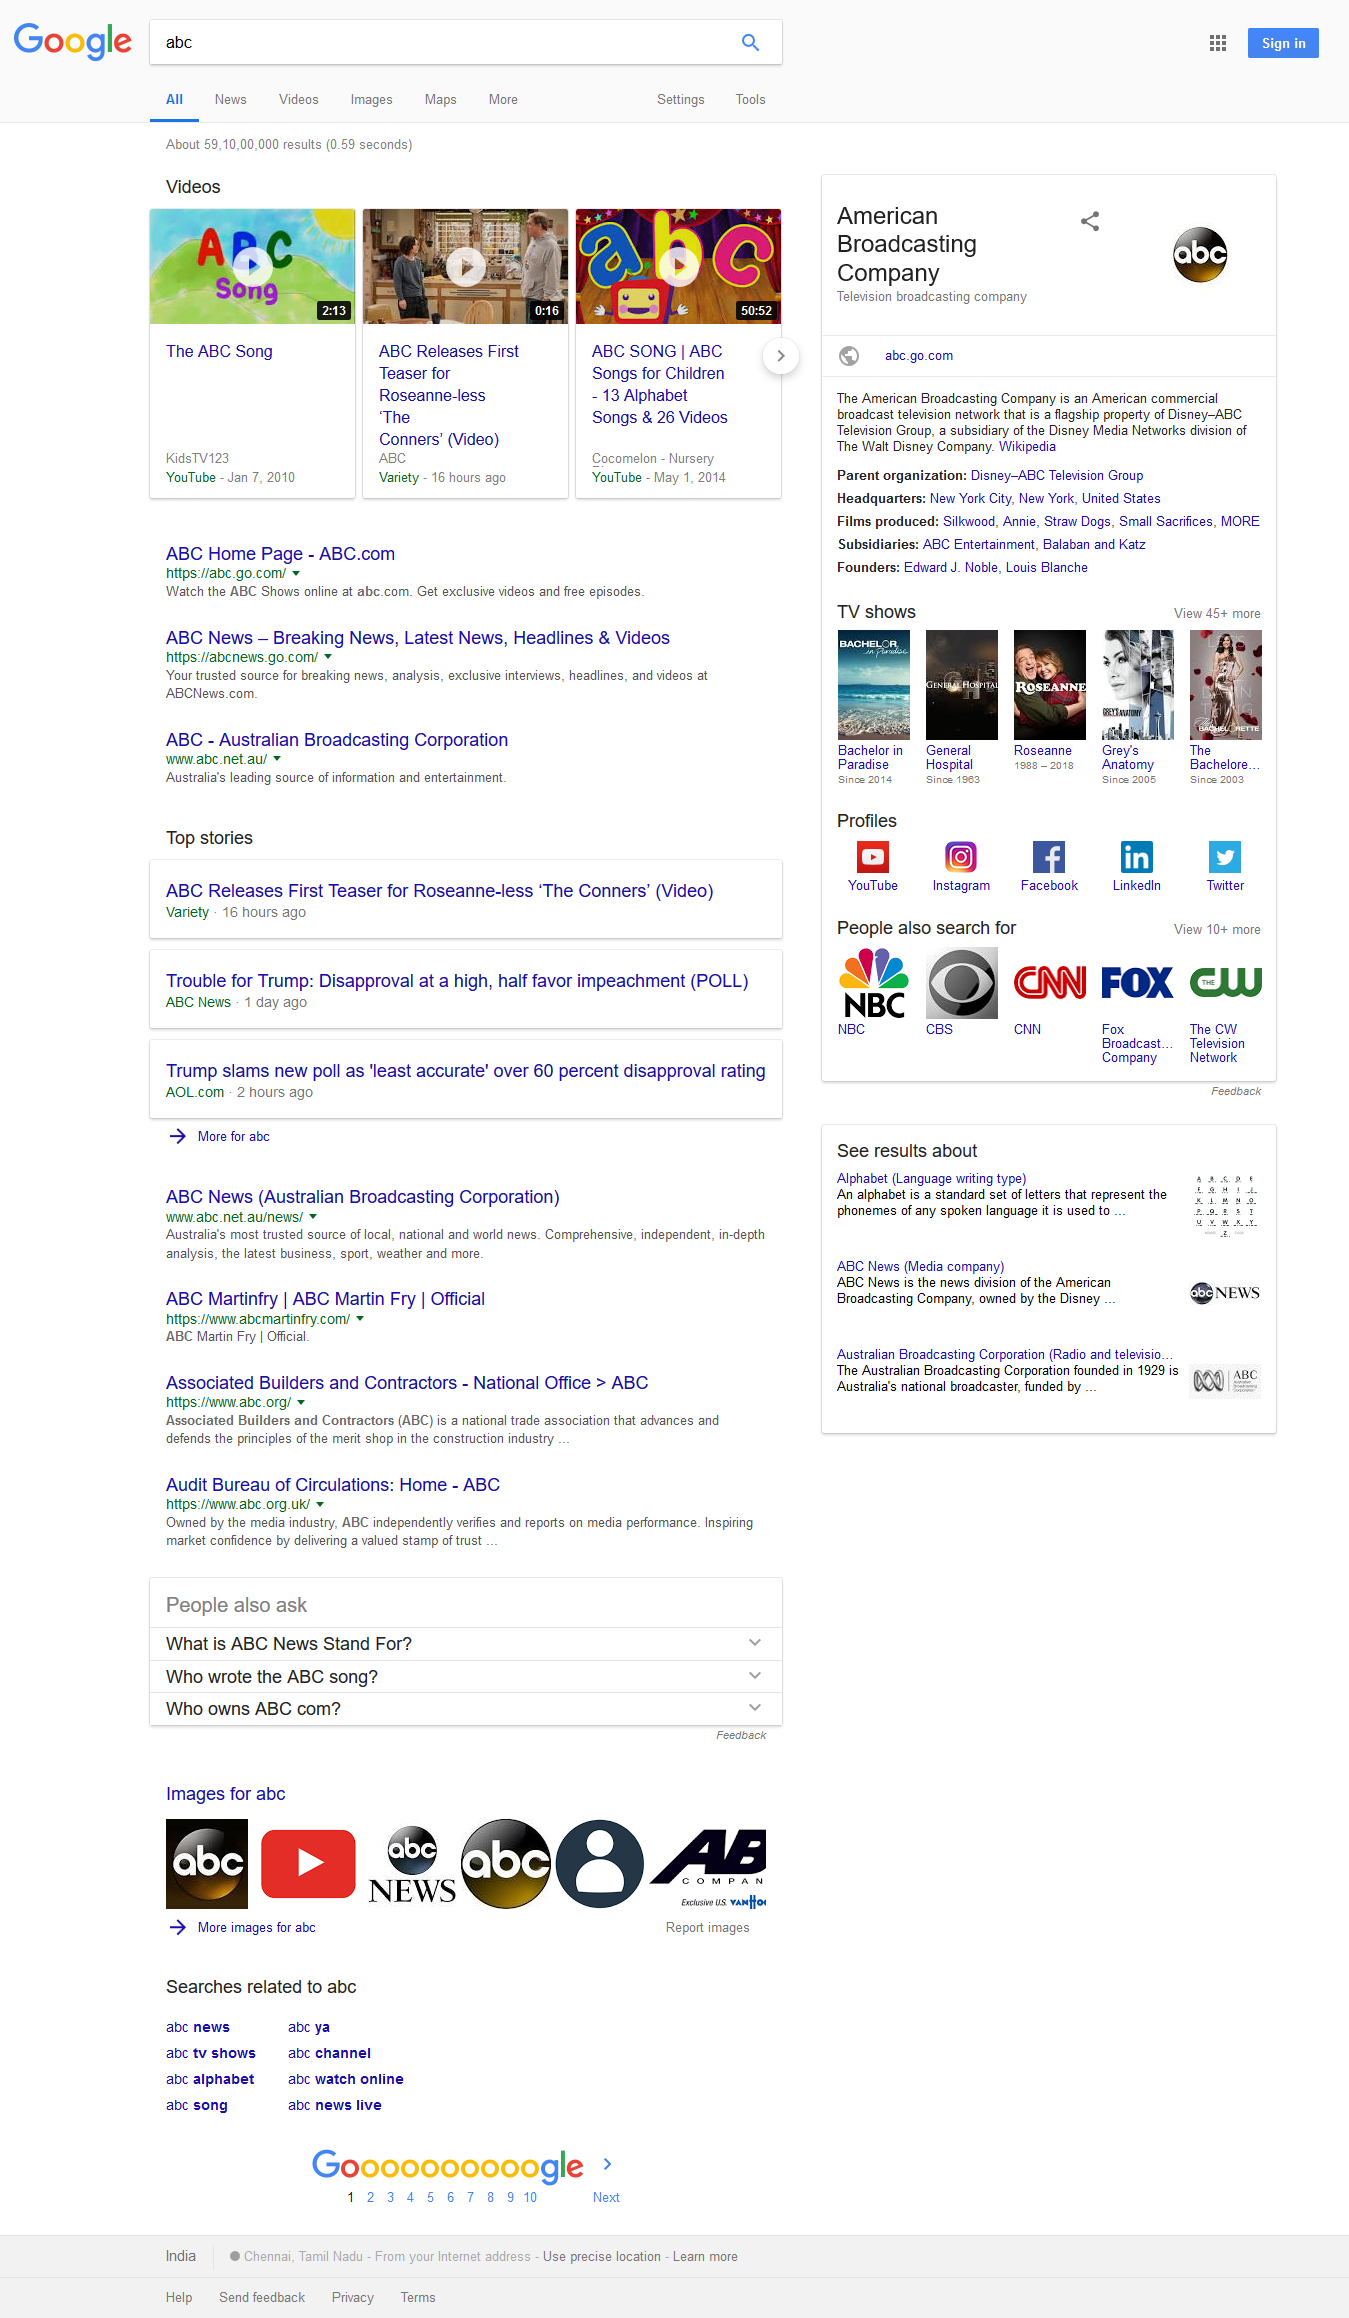 Google
abc
Sign in
All News Videos Images Maps More Settings Tools
About 59,10,00,000 results (0.59 seconds)
Videos
ABC
Song
2:13
0:16
abc
50:52
The ABC Song
KidsTV123
YouTube - Jan 7, 2010
ABC Releases First
Teaser for
Roseanne-less
‘The
Conners’ (Video)
ABC
Variety - 16 hours ago
ABC SONG | ABC
Songs for Children
- 13 Alphabet
Songs & 26 Videos
Cocomelon - Nursery
YouTube - May 1, 2014
ABC Home Page - ABC.com
https://abc.go.com/
Watch the ABC Shows online at abc.com. Get exclusive videos and free episodes.
ABC News – Breaking News, Latest News, Headlines & Videos
https://abcnews.go.com/
Your trusted source for breaking news, analysis, exclusive interviews, headlines, and videos at
ABCNews.com.
ABC - Australian Broadcasting Corporation
www.abc.net.au/
Australia's leading source of information and entertainment.
Top stories
ABC Releases First Teaser for Roseanne-less ‘The Conners’ (Video)
Variety · 16 hours ago
Trouble for Trump: Disapproval at a high, half favor impeachment (POLL)
ABC News · 1 day ago
Trump slams new poll as 'least accurate' over 60 percent disapproval rating
AOL.com · 2 hours ago
More for abc
ABC News (Australian Broadcasting Corporation)
www.abc.net.au/news/
Australia's most trusted source of local, national and world news. Comprehensive, independent, in-depth
analysis, the latest business, sport, weather and more.
ABC Martinfry | ABC Martin Fry | Official
https://www.abcmartinfry.com/
ABC Martin Fry | Official.
Associated Builders and Contractors - National Office > ABC
https://www.abc.org/
Associated Builders and Contractors (ABC) is a national trade association that advances and
defends the principles of the merit shop in the construction industry ...
Audit Bureau of Circulations: Home - ABC
https://www.abc.org.uk/
Owned by the media industry, ABC independently verifies and reports on media performance. Inspiring
market confidence by delivering a valued stamp of trust ...
People also ask
What is ABC News Stand For?
Who wrote the ABC song?
Who owns ABC com?
Feedback
Images for abc
abc
abc
NEWS
abc
AB
COMPAN
Exclusive U.S. VANHOO
More images for abc
Report images
Searches related to abc
abc news
abc tv shows
abc alphabet
abc song
abc ya
abc channel
abc watch online
abc news live
Goooooooooogle
1 2 3 4 5 6 7 8 9 10 Next
American
Broadcasting
Company
Television broadcasting company
abc
abc.go.com
The American Broadcasting Company is an American commercial
broadcast television network that is a flagship property of Disney–ABC
Television Group, a subsidiary of the Disney Media Networks division of
The Walt Disney Company. Wikipedia
Parent organization: Disney–ABC Television Group
Headquarters: New York City, New York, United States
Films produced: Silkwood, Annie, Straw Dogs, Small Sacrifices, MORE
Subsidiaries: ABC Entertainment, Balaban and Katz
Founders: Edward J. Noble, Louis Blanche
TV shows
View 45+ more
BACHELOR
in Paradise
GENERAL HOSPITAL
GH
ROSEANNE
GREY'S ANATOMY
The
BACHELORETTE
Bachelor in
Paradise
Since 2014
General
Hospital
Since 1963
Roseanne
1988 – 2018
Grey's
Anatomy
Since 2005
The
Bachelore...
Since 2003
Profiles
YouTube
Instagram
Facebook
LinkedIn
Twitter
People also search for
View 10+ more
NBC
CNN
FOX
THE CW
NBC
CBS
CNN
Fox
Broadcast...
Company
The CW
Television
Network
Feedback
See results about
Alphabet (Language writing type)
An alphabet is a standard set of letters that represent the
phonemes of any spoken language it is used to ...
A B C D E
F G H I J
K L M N O
P Q R S T
U V W X Y
Z
ABC News (Media company)
ABC News is the news division of the American
Broadcasting Company, owned by the Disney ...
abc NEWS
Australian Broadcasting Corporation (Radio and televisio...
The Australian Broadcasting Corporation founded in 1929 is
Australia's national broadcaster, funded by ...
ABC
Australian
Broadcasting
Corporation
India
Chennai, Tamil Nadu - From your Internet address - Use precise location - Learn more
Help Send feedback Privacy Terms